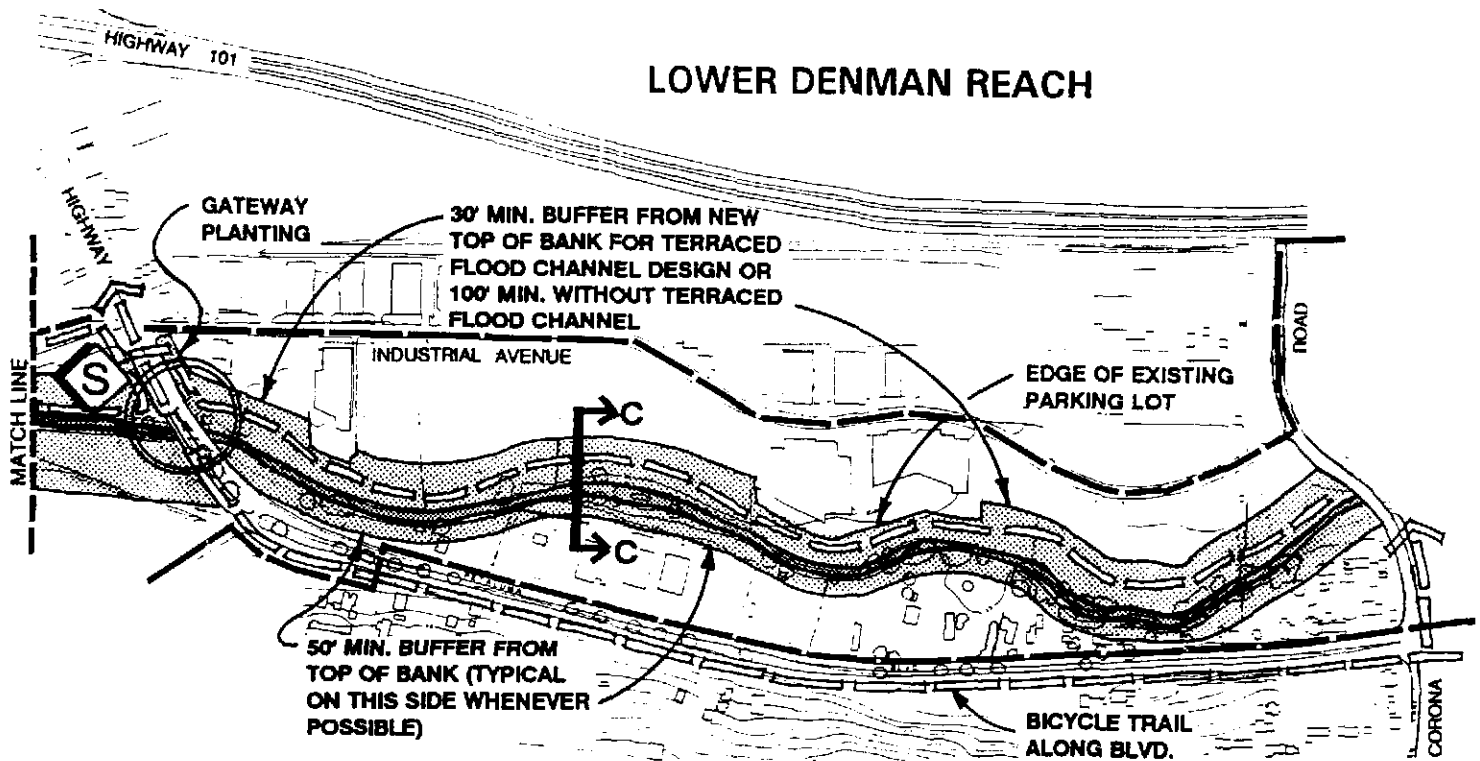 HIGHWAY 101
LOWER DENMAN REACH
HIGHWAY
GATEWAY
PLANTING
30' MIN. BUFFER FROM NEW
TOP OF BANK FOR TERRACED
FLOOD CHANNEL DESIGN OR
100' MIN. WITHOUT TERRACED
FLOOD CHANNEL
INDUSTRIAL AVENUE
ROAD
EDGE OF EXISTING
PARKING LOT
MATCH LINE
S
C
C
50' MIN. BUFFER FROM
TOP OF BANK (TYPICAL
ON THIS SIDE WHENEVER
POSSIBLE)
BICYCLE TRAIL
ALONG BLVD.
CORONA